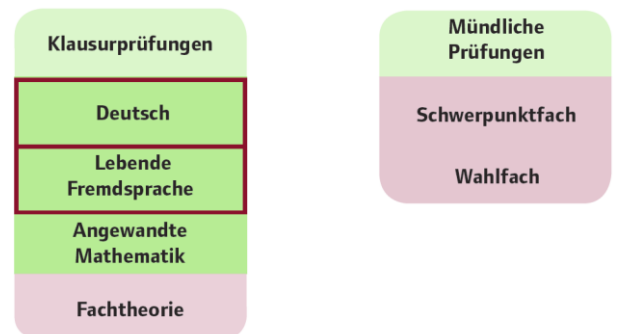 Klausurprüfungen
Deutsch
Lebende
Fremdsprache
Angewandte
Mathematik
Fachtheorie
Mündliche
Prüfungen
Schwerpunktfach
Wahlfach